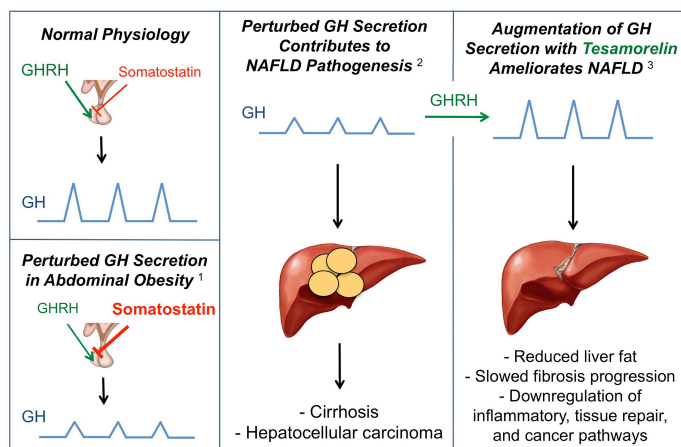 Normal Physiology
GHRH
Somatostatin
GH
Perturbed GH Secretion
in Abdominal Obesity 1
GHRH
Somatostatin
GH
Perturbed GH Secretion
Contributes to
NAFLD Pathogenesis 2
GH
- Cirrhosis
- Hepatocellular carcinoma
GHRH
Augmentation of GH
Secretion with Tesamorelin
Ameliorates NAFLD 3
- Reduced liver fat
- Slowed fibrosis progression
- Downregulation of
inflammatory, tissue repair,
and cancer pathways